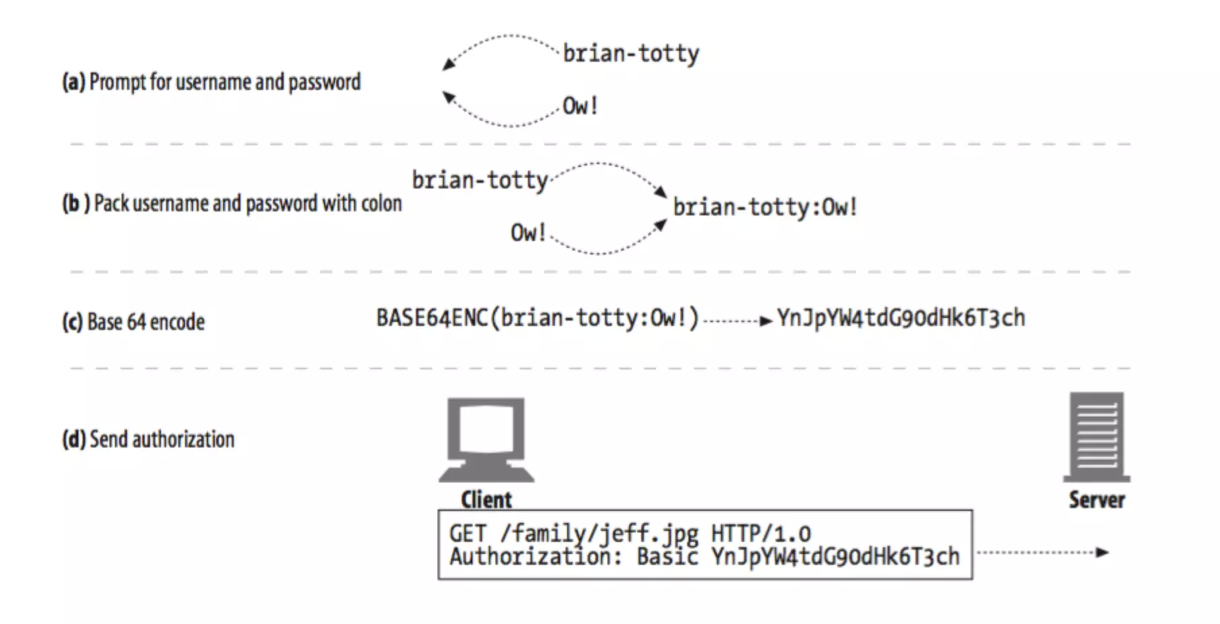 (a) Prompt for username and password
brian-totty
Ow!
(b ) Pack username and password with colon
brian-totty
Ow!
brian-totty:Ow!
(c) Base 64 encode
BASE64ENC(brian-totty:Ow!) YnJpYW4tdG90dHk6T3ch
(d) Send authorization
Client
Server
GET /family/jeff.jpg HTTP/1.0
Authorization: Basic YnJpYW4tdG90dHk6T3ch